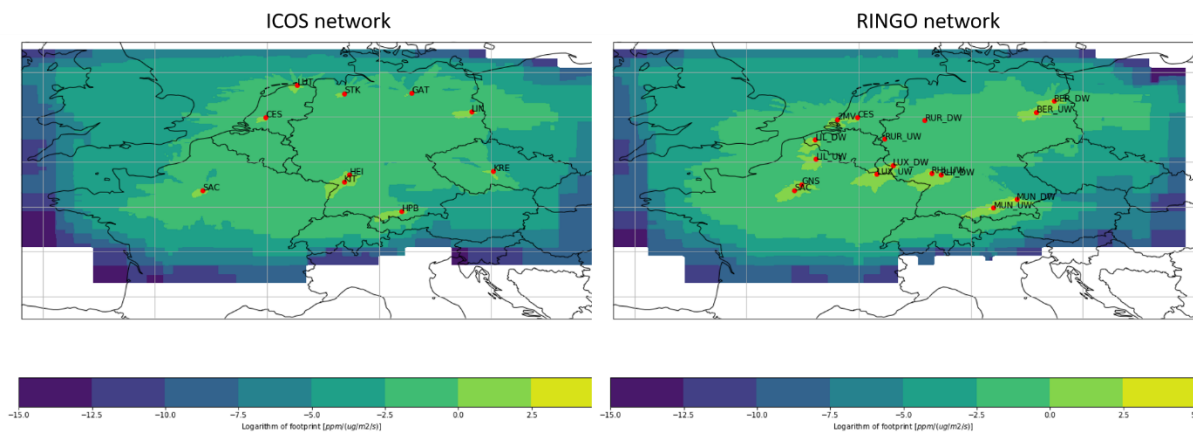 ICOS network
RINGO network
LUT
STK
GAT
CES
LIN
HEI
KIT
KRE
SAC
HPB
BER_DW
BER_UW
ZMV
CES
RUR_DW
LIL_DW
RUR_UW
LIL_UW
LUX_DW
LUX_UW
GNS
SAC
MUN_DW
MUN_UW
−15.0
−12.5
−10.0
−7.5
−5.0
−2.5
0.0
2.5
Logarithm of footprint [ppm/(ug/m2/s)]
−15.0
−12.5
−10.0
−7.5
−5.0
−2.5
0.0
2.5
Logarithm of footprint [ppm/(ug/m2/s)]